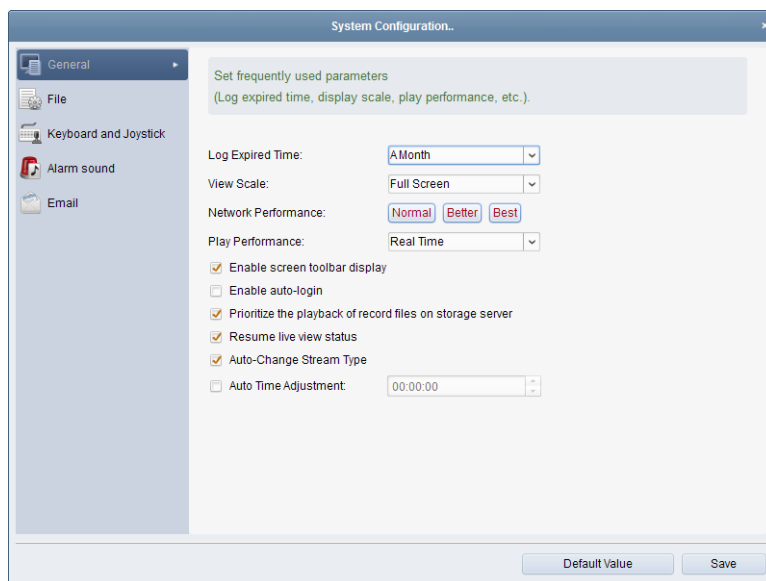 System Configuration..
General
File
Keyboard and Joystick
Alarm sound
Email
Set frequently used parameters
(Log expired time, display scale, play performance, etc.).
Log Expired Time: A Month
View Scale: Full Screen
Network Performance: Normal Better Best
Play Performance: Real Time
Enable screen toolbar display
Enable auto-login
Prioritize the playback of record files on storage server
Resume live view status
Auto-Change Stream Type
Auto Time Adjustment: 00:00:00
Default Value Save